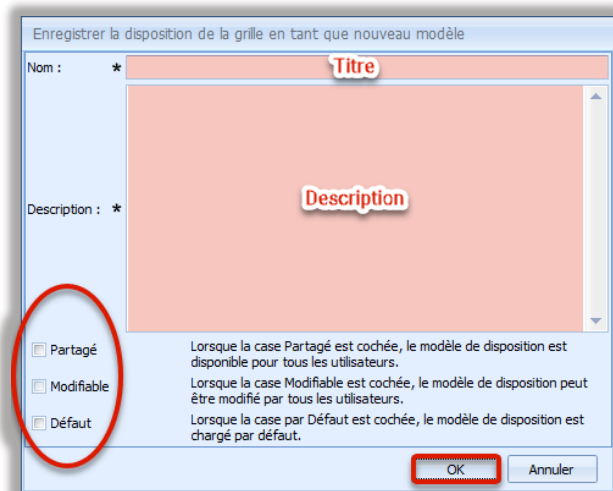 Enregistrer la disposition de la grille en tant que nouveau modèle
Nom : * Titre
Description : * Description
Partagé Lorsque la case Partagé est cochée, le modèle de disposition est
disponible pour tous les utilisateurs.
Modifiable Lorsque la case Modifiable est cochée, le modèle de disposition peut
être modifié par tous les utilisateurs.
Défaut Lorsque la case par Défaut est cochée, le modèle de disposition est
chargé par défaut.
OK Annuler